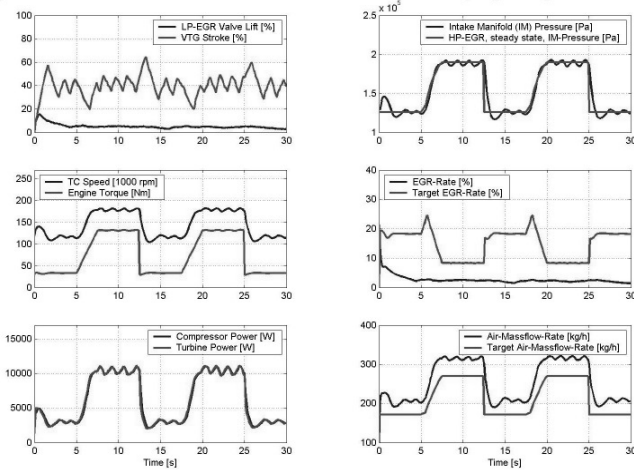 LP-EGR Valve Lift [%]
VTG Stroke [%]
100
80
60
40
20
0
0 5 10 15 20 25 30
x 10^5
Intake Manifold (IM) Pressure [Pa]
HP-EGR, steady state, IM-Pressure [Pa]
2.5
2
1.5
1
0 5 10 15 20 25 30
TC Speed [1000 rpm]
Engine Torque [Nm]
250
200
150
100
50
0
0 5 10 15 20 25 30
EGR-Rate [%]
Target EGR-Rate [%]
40
30
20
10
0
0 5 10 15 20 25 30
Compressor Power [W]
Turbine Power [W]
10000
5000
0
0 5 10 15 20 25 30
Time [s]
Air-Massflow-Rate [kg/h]
Target Air-Massflow-Rate [kg/h]
400
300
200
100
0 5 10 15 20 25 30
Time [s]